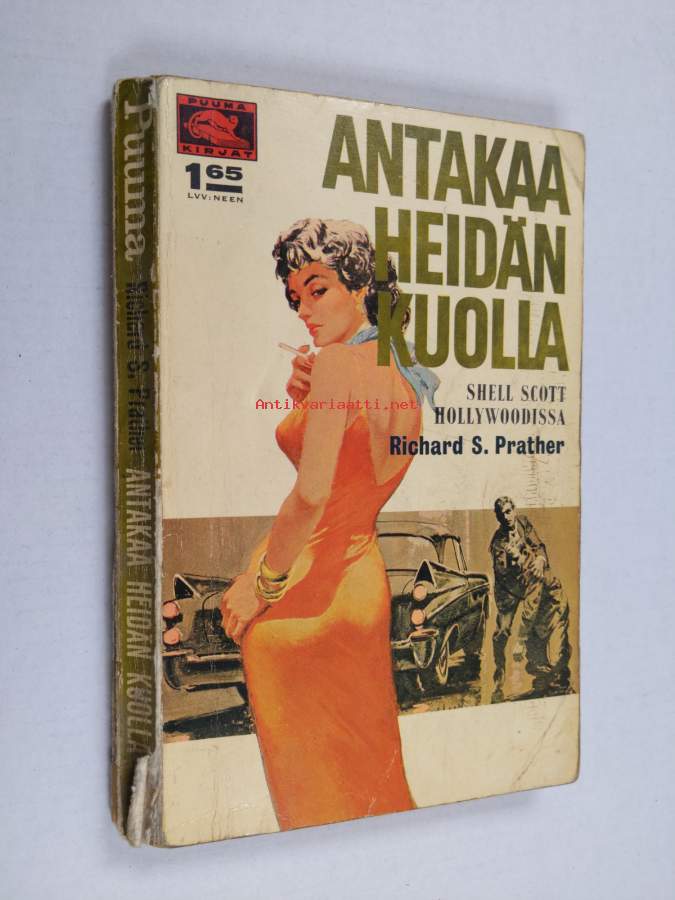 PUUMA
KIRJAT
1 65
LVV:NEEN
ANTAKAA
HEIDÄN
KUOLLA
SHELL SCOTT
HOLLYWOODISSA
Richard S. Prather
Antikvariaatti.net
Puuma Richard S. Prather ANTAKAA HEIDÄN KUOLLA